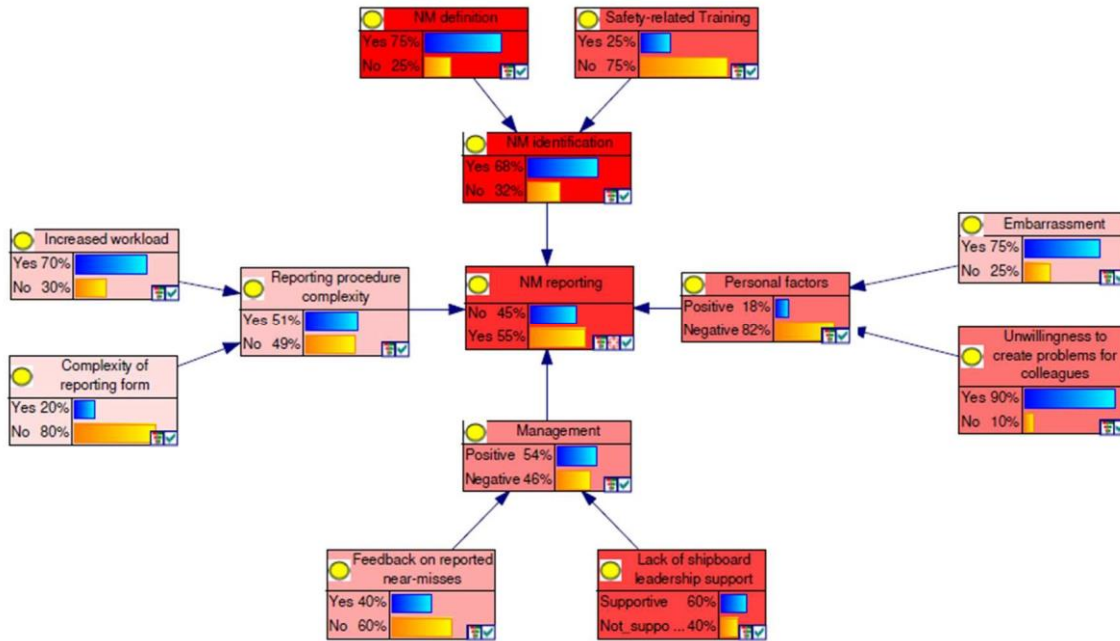 NM definition
Yes 75%
No 25%
Safety-related Training
Yes 25%
No 75%
NM identification
Yes 68%
No 32%
Increased workload
Yes 70%
No 30%
Reporting procedure
complexity
Yes 51%
No 49%
NM reporting
No 45%
Yes 55%
Personal factors
Positive 18%
Negative 82%
Embarrassment
Yes 75%
No 25%
Complexity of
reporting form
Yes 20%
No 80%
Unwillingness to
create problems for
colleagues
Yes 90%
No 10%
Management
Positive 54%
Negative 46%
Feedback on reported
near-misses
Yes 40%
No 60%
Lack of shipboard
leadership support
Supportive 60%
Not_suppo ... 40%